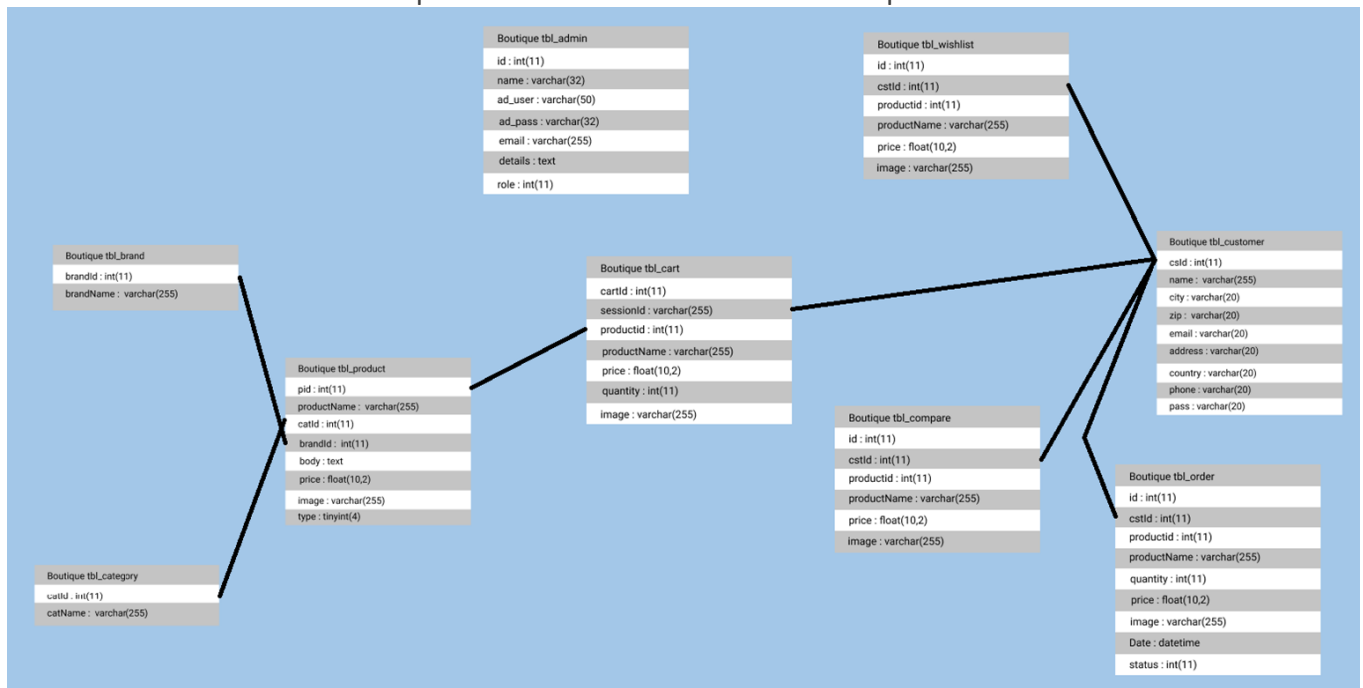 Boutique tbl_admin
id : int(11)
name : varchar(32)
ad_user : varchar(50)
ad_pass : varchar(32)
email : varchar(255)
details : text
role : int(11)
Boutique tbl_wishlist
id : int(11)
cstId : int(11)
productid : int(11)
productName : varchar(255)
price : float(10,2)
image : varchar(255)
Boutique tbl_brand
brandId : int(11)
brandName : varchar(255)
Boutique tbl_product
pid : int(11)
productName : varchar(255)
catId : int(11)
brandId : int(11)
body : text
price : float(10,2)
image : varchar(255)
type : tinyint(4)
Boutique tbl_category
catId : int(11)
catName : varchar(255)
Boutique tbl_cart
cartId : int(11)
sessionId : varchar(255)
productid : int(11)
productName : varchar(255)
price : float(10,2)
quantity : int(11)
image : varchar(255)
Boutique tbl_compare
id : int(11)
cstId : int(11)
productid : int(11)
productName : varchar(255)
price : float(10,2)
image : varchar(255)
Boutique tbl_customer
csId : int(11)
name : varchar(255)
city : varchar(20)
zip : varchar(20)
email : varchar(20)
address : varchar(20)
country : varchar(20)
phone : varchar(20)
pass : varchar(20)
Boutique tbl_order
id : int(11)
cstId : int(11)
productid : int(11)
productName : varchar(255)
quantity : int(11)
price : float(10,2)
image : varchar(255)
Date : datetime
status : int(11)